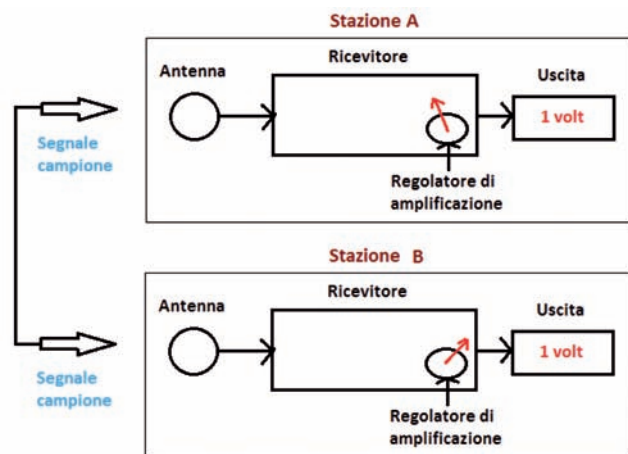 Stazione A
Ricevitore
Antenna
Uscita
1 volt
Segnale
campione
Regolatore di
amplificazione
Stazione B
Ricevitore
Antenna
Uscita
1 volt
Segnale
campione
Regolatore di
amplificazione